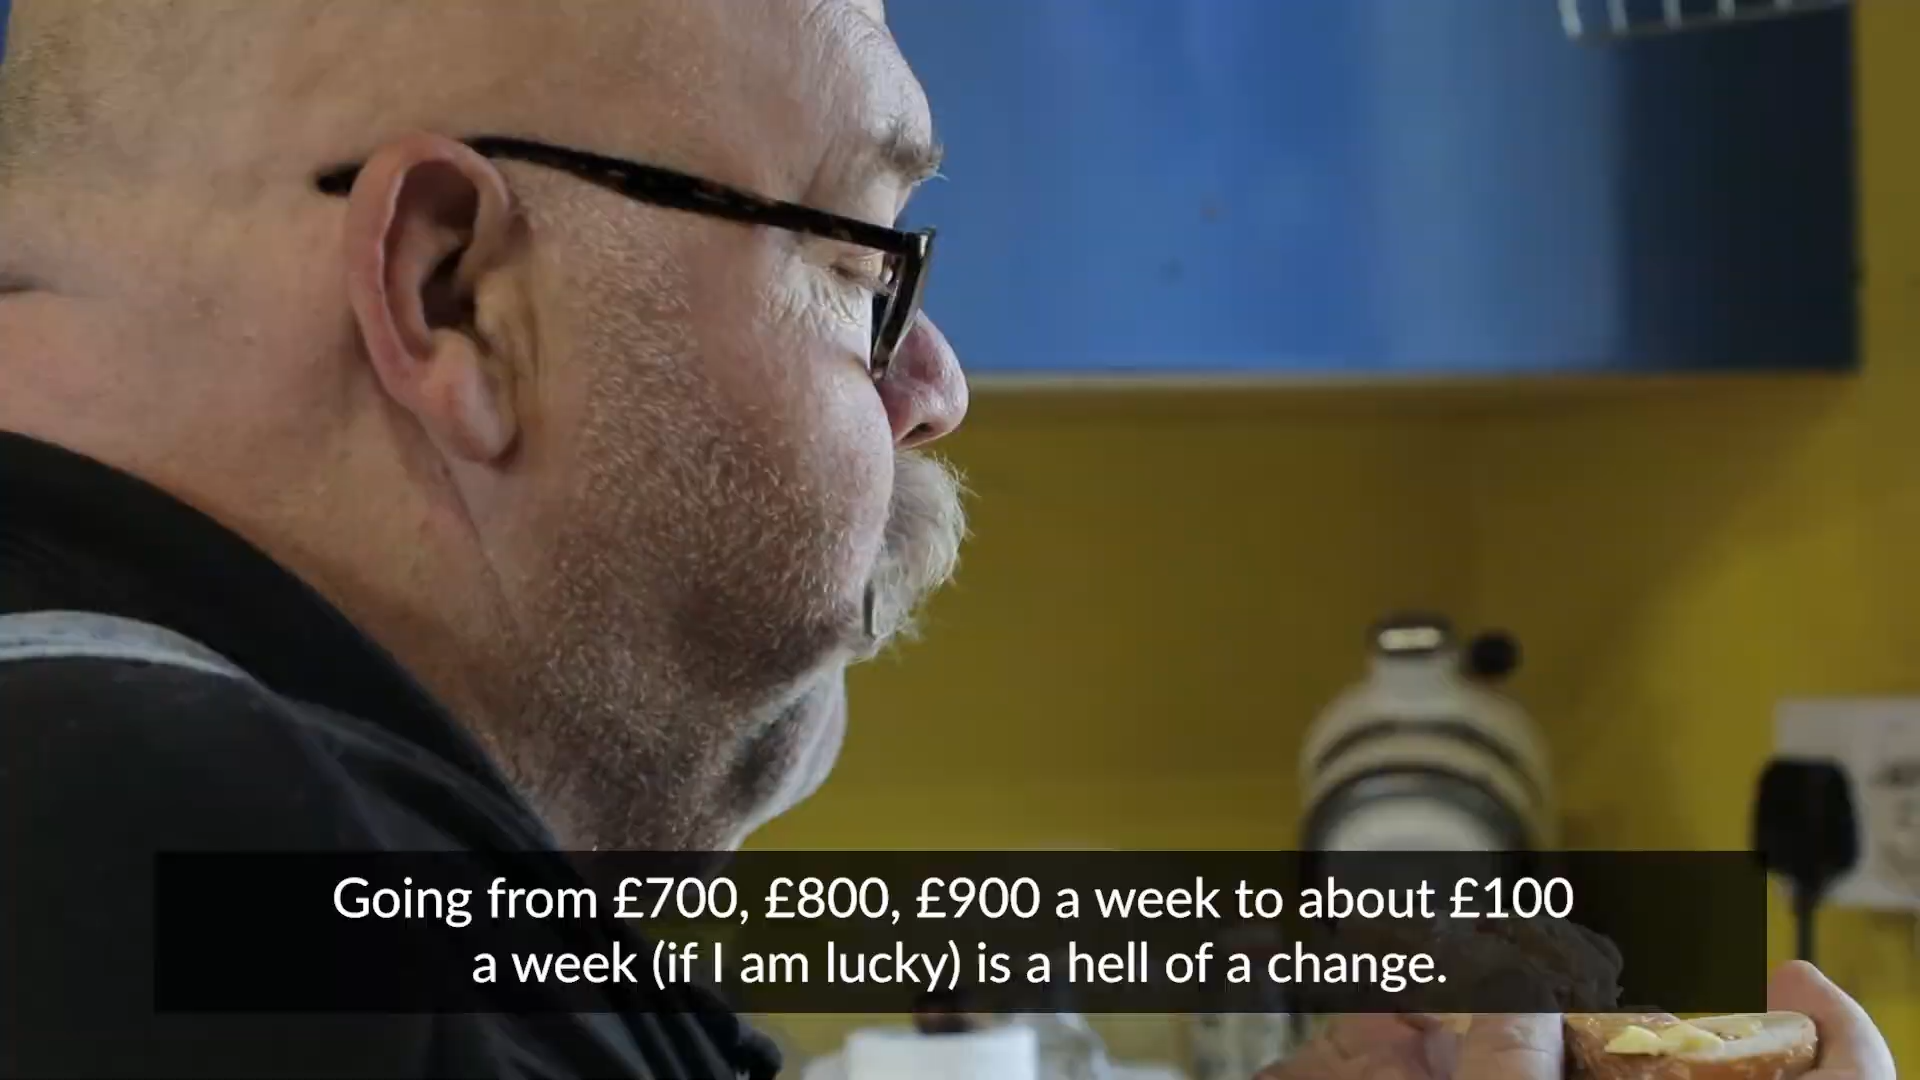 Going from £700, £800, £900 a week to about £100
a week (if I am lucky) is a hell of a change.